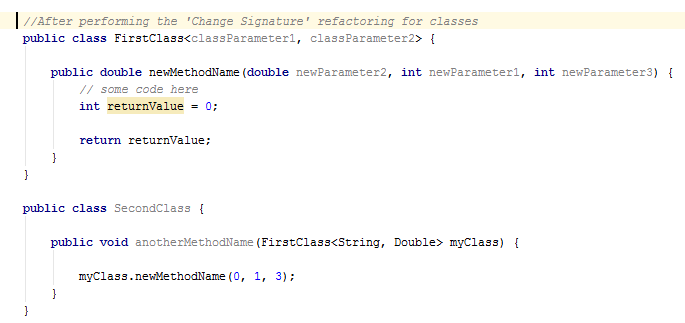 //After performing the 'Change Signature' refactoring for classes
public class FirstClass<classParameter1, classParameter2> {
public double newMethodName(double newParameter2, int newParameter1, int newParameter3) {
// some code here
int returnValue = 0;
return returnValue;
}
}
public class SecondClass {
public void anotherMethodName(FirstClass<String, Double> myClass) {
myClass.newMethodName(0, 1, 3);
}
}